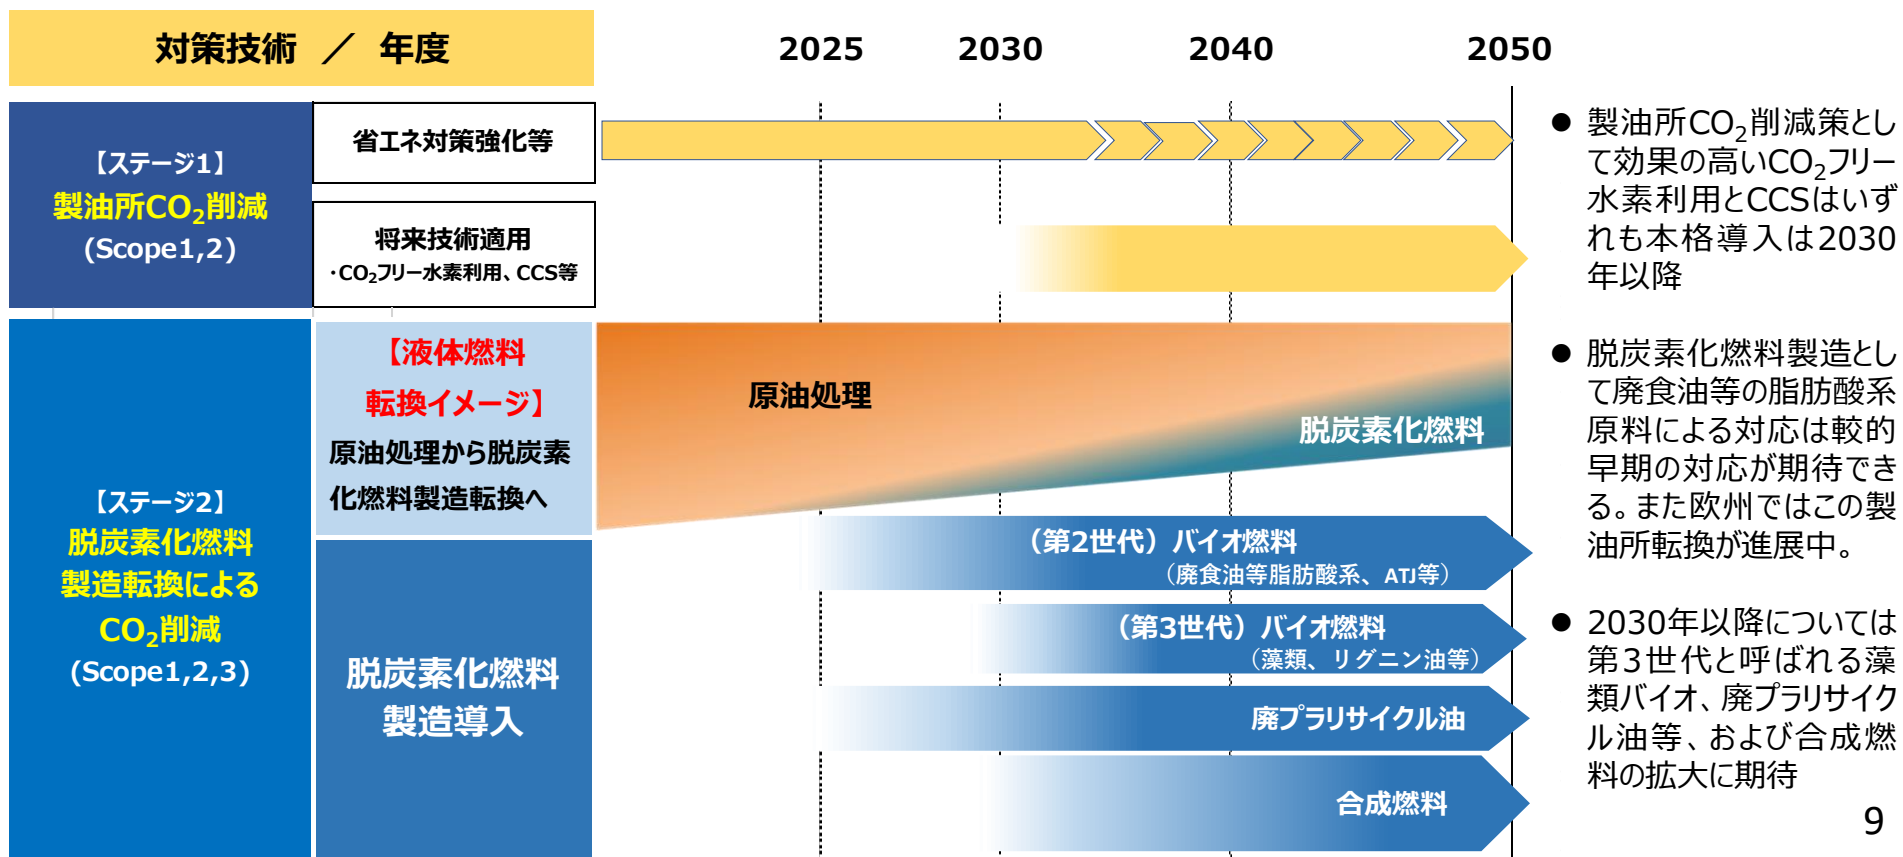 対策技術 ／ 年度
2025 2030 2040 2050
【ステージ1】
製油所CO2削減
(Scope1,2)
省エネ対策強化等
将来技術適用
・CO2フリー水素利用、CCS等
【ステージ2】
脱炭素化燃料
製造転換による
CO2削減
(Scope1,2,3)
【液体燃料
転換イメージ】
原油処理から脱炭素
化燃料製造転換へ
脱炭素化燃料
製造導入
原油処理
脱炭素化燃料
（第2世代）バイオ燃料
（廃食油等脂肪酸系、ATJ等）
（第3世代）バイオ燃料
（藻類、リグニン油等）
廃プラリサイクル油
合成燃料
● 製油所CO2削減策とし
て効果の高いCO2フリー
水素利用とCCSはいず
れも本格導入は2030
年以降
● 脱炭素化燃料製造とし
て廃食油等の脂肪酸系
原料による対応は較的
早期の対応が期待でき
る。また欧州ではこの製
油所転換が進展中。
● 2030年以降については
第3世代と呼ばれる藻
類バイオ、廃プラリサイク
ル油等、および合成燃
料の拡大に期待
9